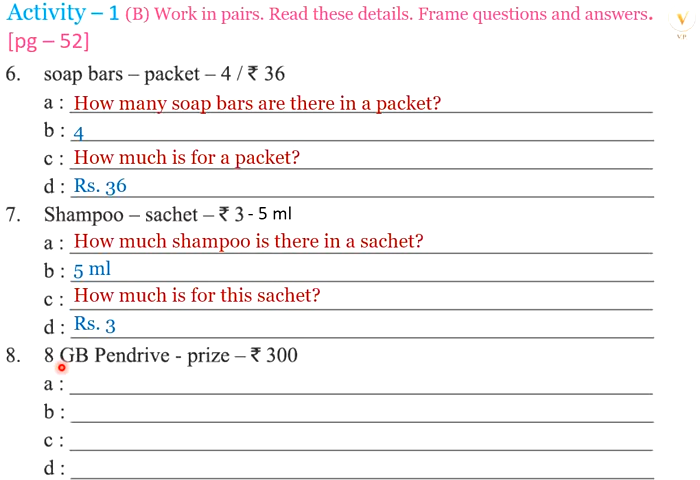 Activity – 1 (B) Work in pairs. Read these details. Frame questions and answers.
[pg – 52]
VP
6. soap bars – packet – 4 / ₹ 36
a : How many soap bars are there in a packet?
b : 4
c : How much is for a packet?
d : Rs. 36
7. Shampoo – sachet – ₹ 3 - 5 ml
a : How much shampoo is there in a sachet?
b : 5 ml
c : How much is for this sachet?
d : Rs. 3
8. 8 GB Pendrive - prize – ₹ 300
a :
b :
c :
d :